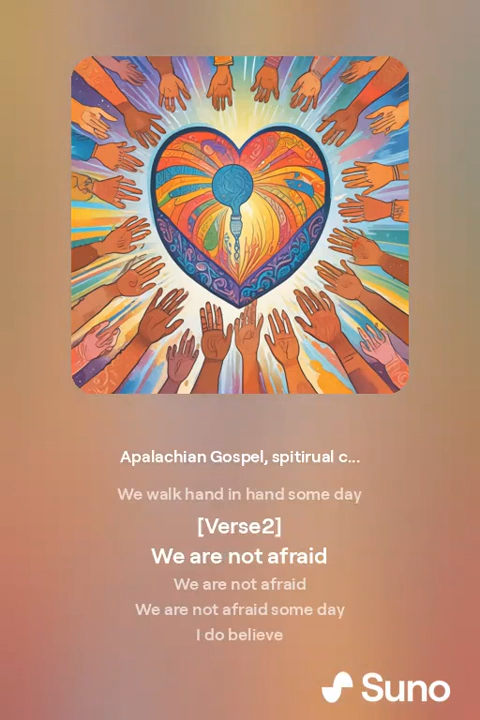 Apalachian Gospel, spitirual c...
We walk hand in hand some day
[Verse2]
We are not afraid
We are not afraid
We are not afraid some day
I do believe
Suno